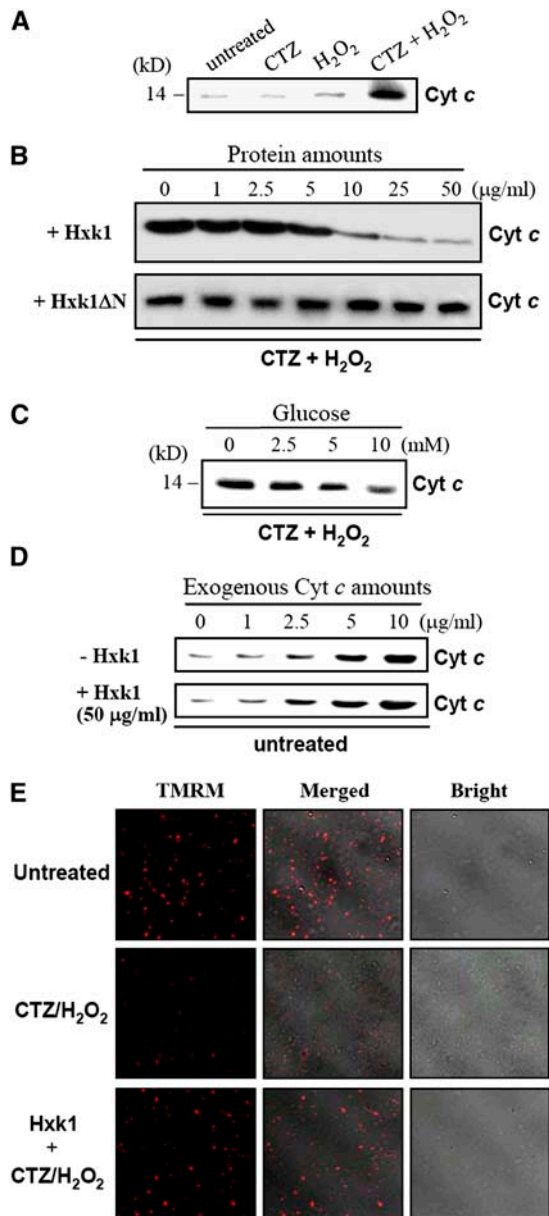 A
(kD)
untreated
CTZ
H₂O₂
CTZ + H₂O₂
14 –
Cyt c
B
Protein amounts
0 1 2.5 5 10 25 50 (μg/ml)
+ Hxk1
Cyt c
+ Hxk1ΔN
Cyt c
CTZ + H₂O₂
C
Glucose
(kD)
0 2.5 5 10 (mM)
14 –
Cyt c
CTZ + H₂O₂
D
Exogenous Cyt c amounts
0 1 2.5 5 10 (μg/ml)
- Hxk1
Cyt c
+ Hxk1
(50 μg/ml)
Cyt c
untreated
E
TMRM Merged Bright
Untreated
CTZ/H₂O₂
Hxk1
+
CTZ/H₂O₂